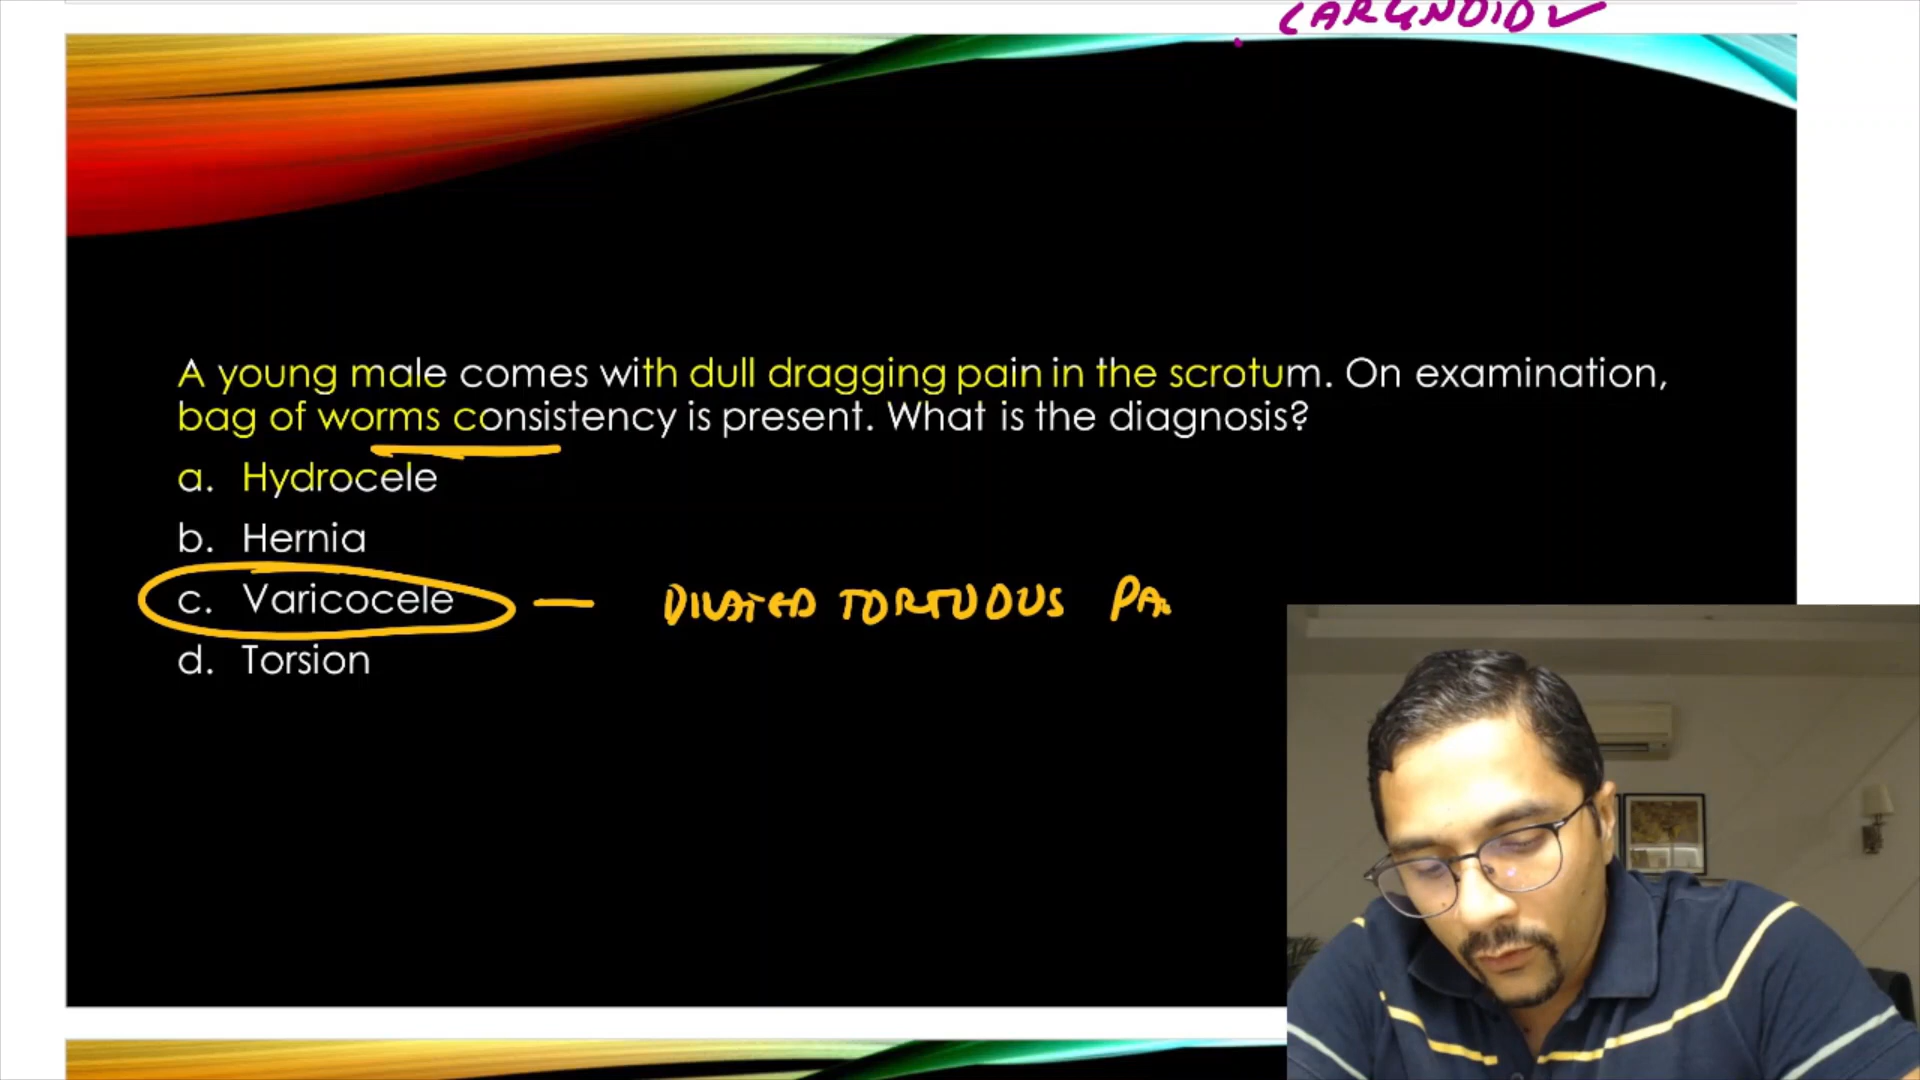 CARCINOID
A young male comes with dull dragging pain in the scrotum. On examination,
bag of worms consistency is present. What is the diagnosis?
a. Hydrocele
b. Hernia
c. Varicocele — DILATED TORTUOUS PA
d. Torsion